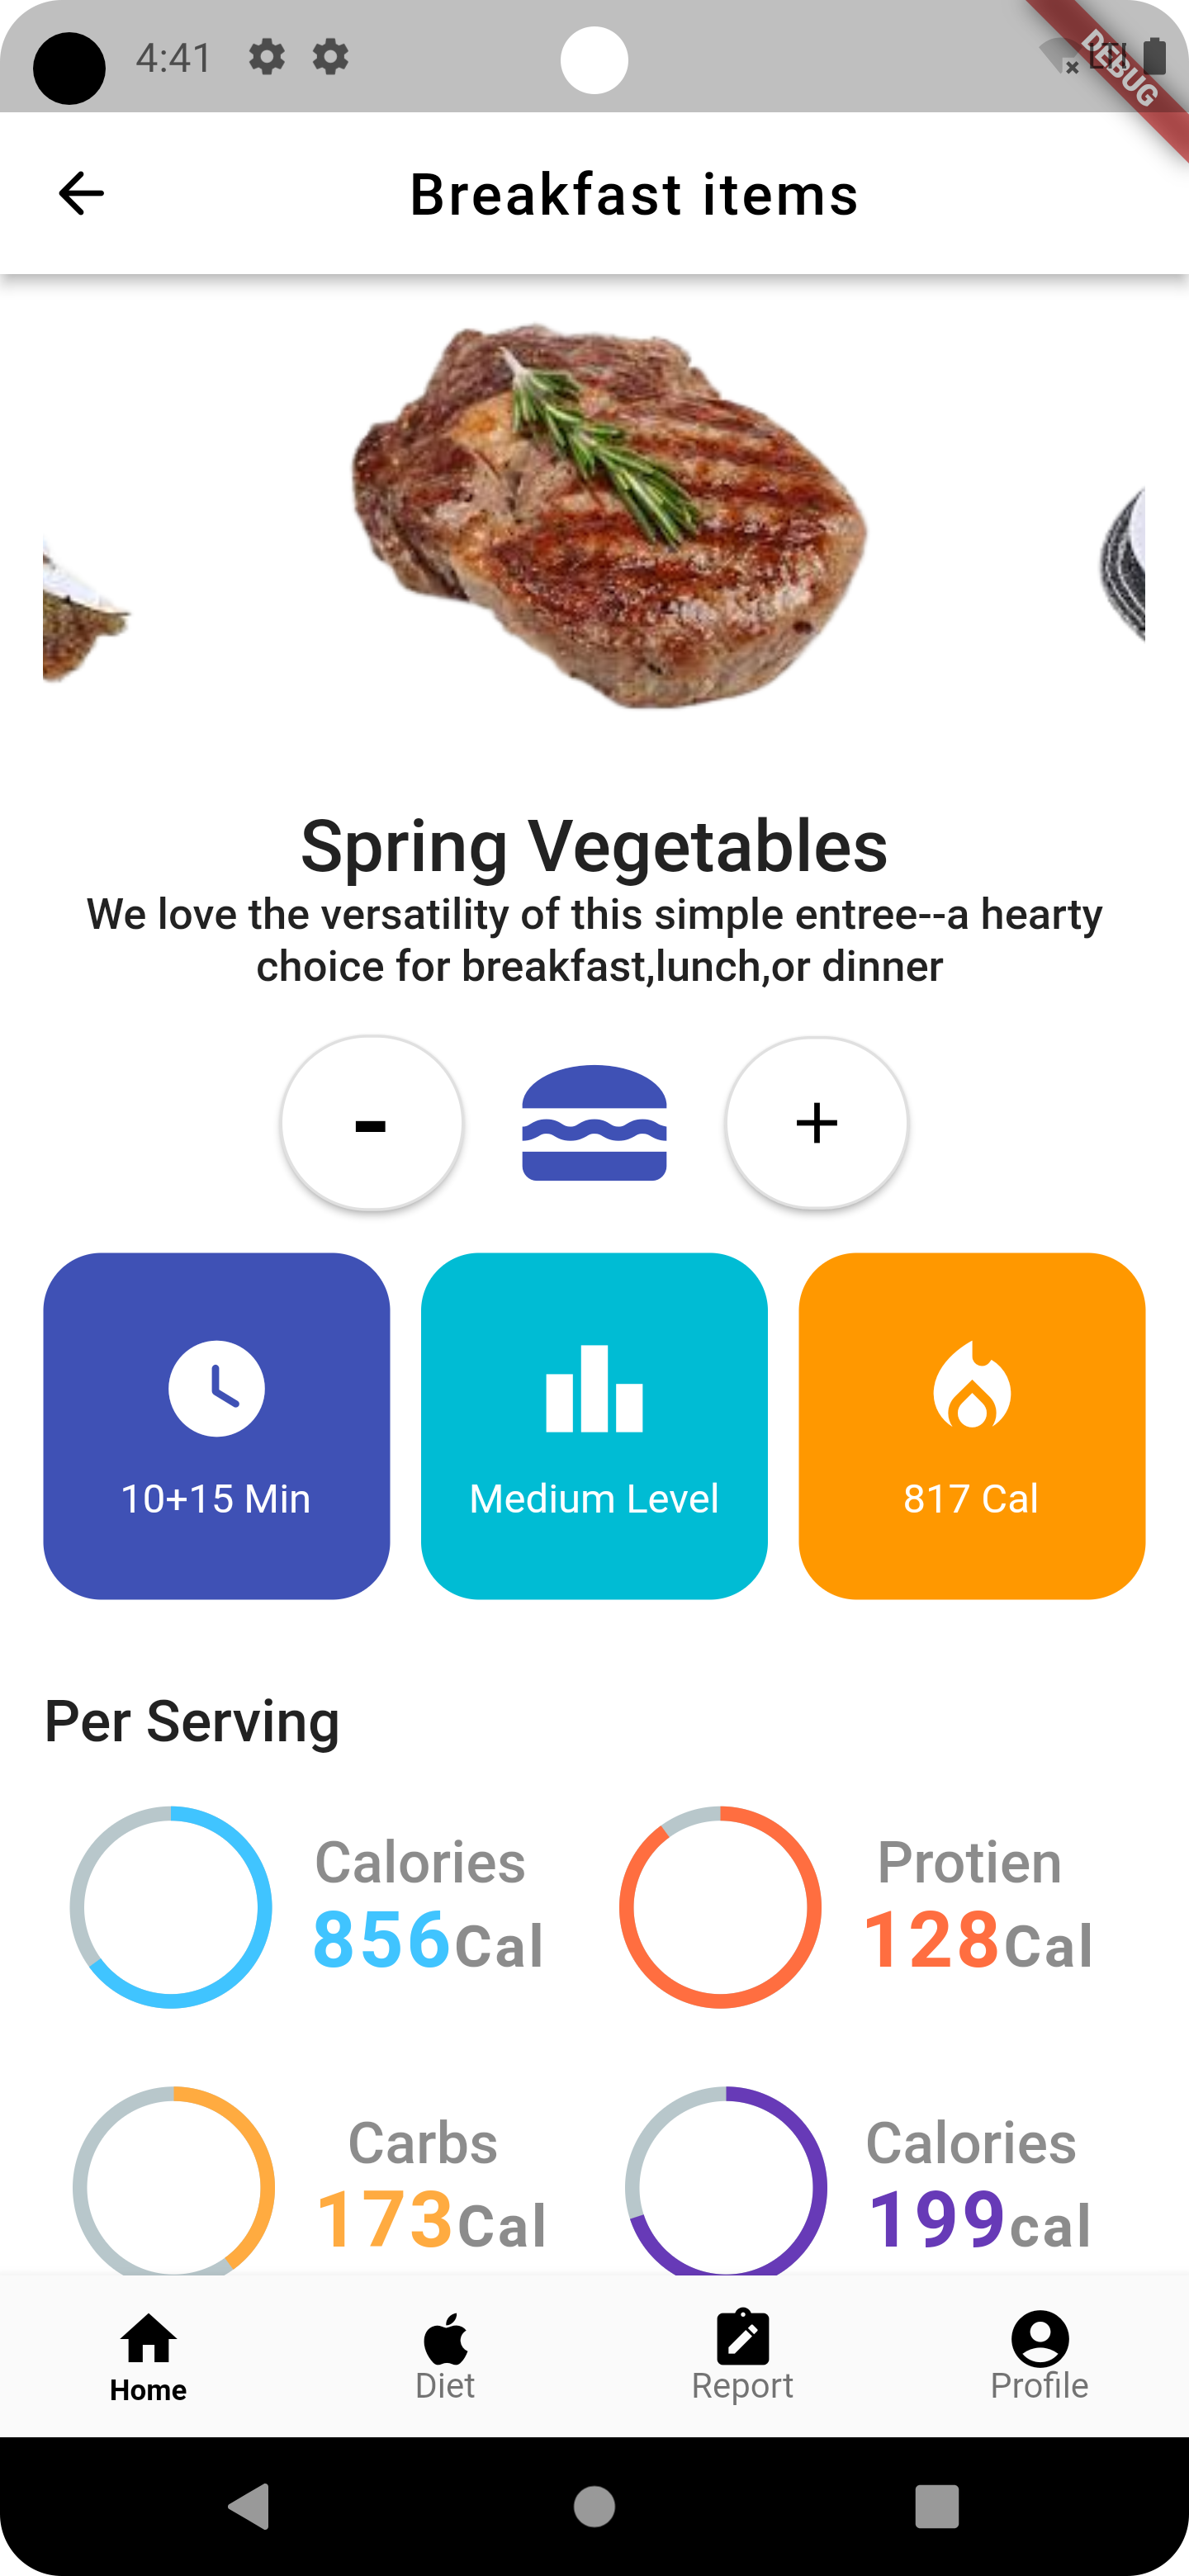 4:41
DEBUG
Breakfast items
Spring Vegetables
We love the versatility of this simple entree--a hearty
choice for breakfast,lunch,or dinner
-
+
10+15 Min
Medium Level
817 Cal
Per Serving
Calories
856Cal
Protien
128Cal
Carbs
173Cal
Calories
199cal
Home
Diet
Report
Profile